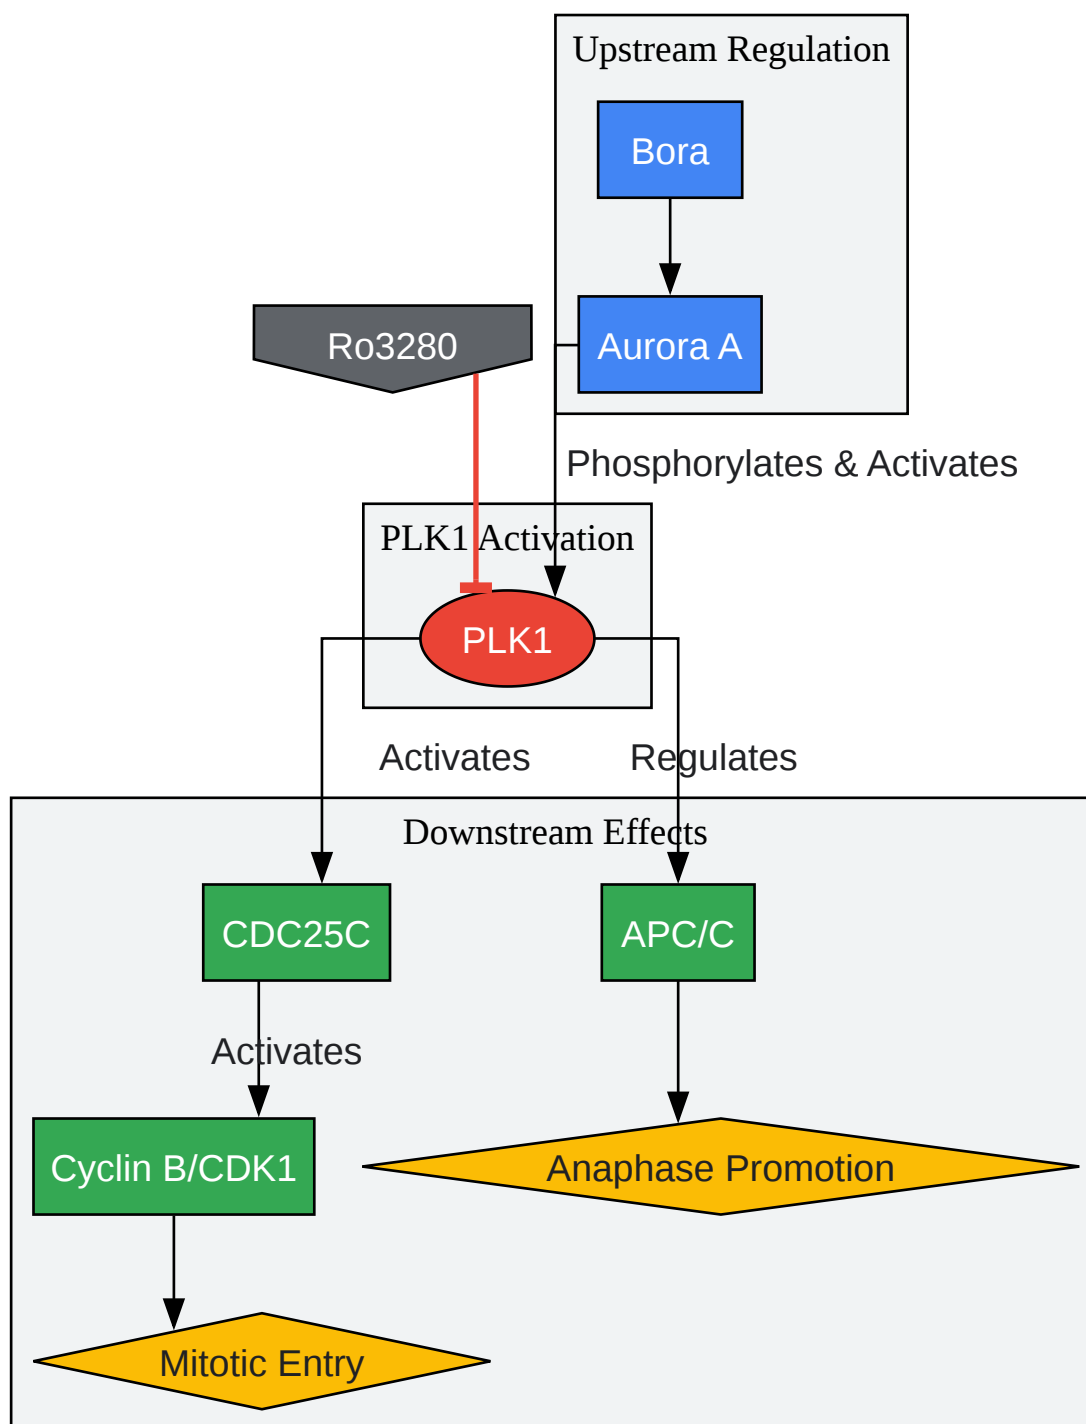 Upstream Regulation
Bora
Ro3280
Aurora A
Phosphorylates & Activates
PLK1 Activation
PLK1
Activates
Regulates
Downstream Effects
CDC25C
APC/C
Activates
Cyclin B/CDK1
Anaphase Promotion
Mitotic Entry